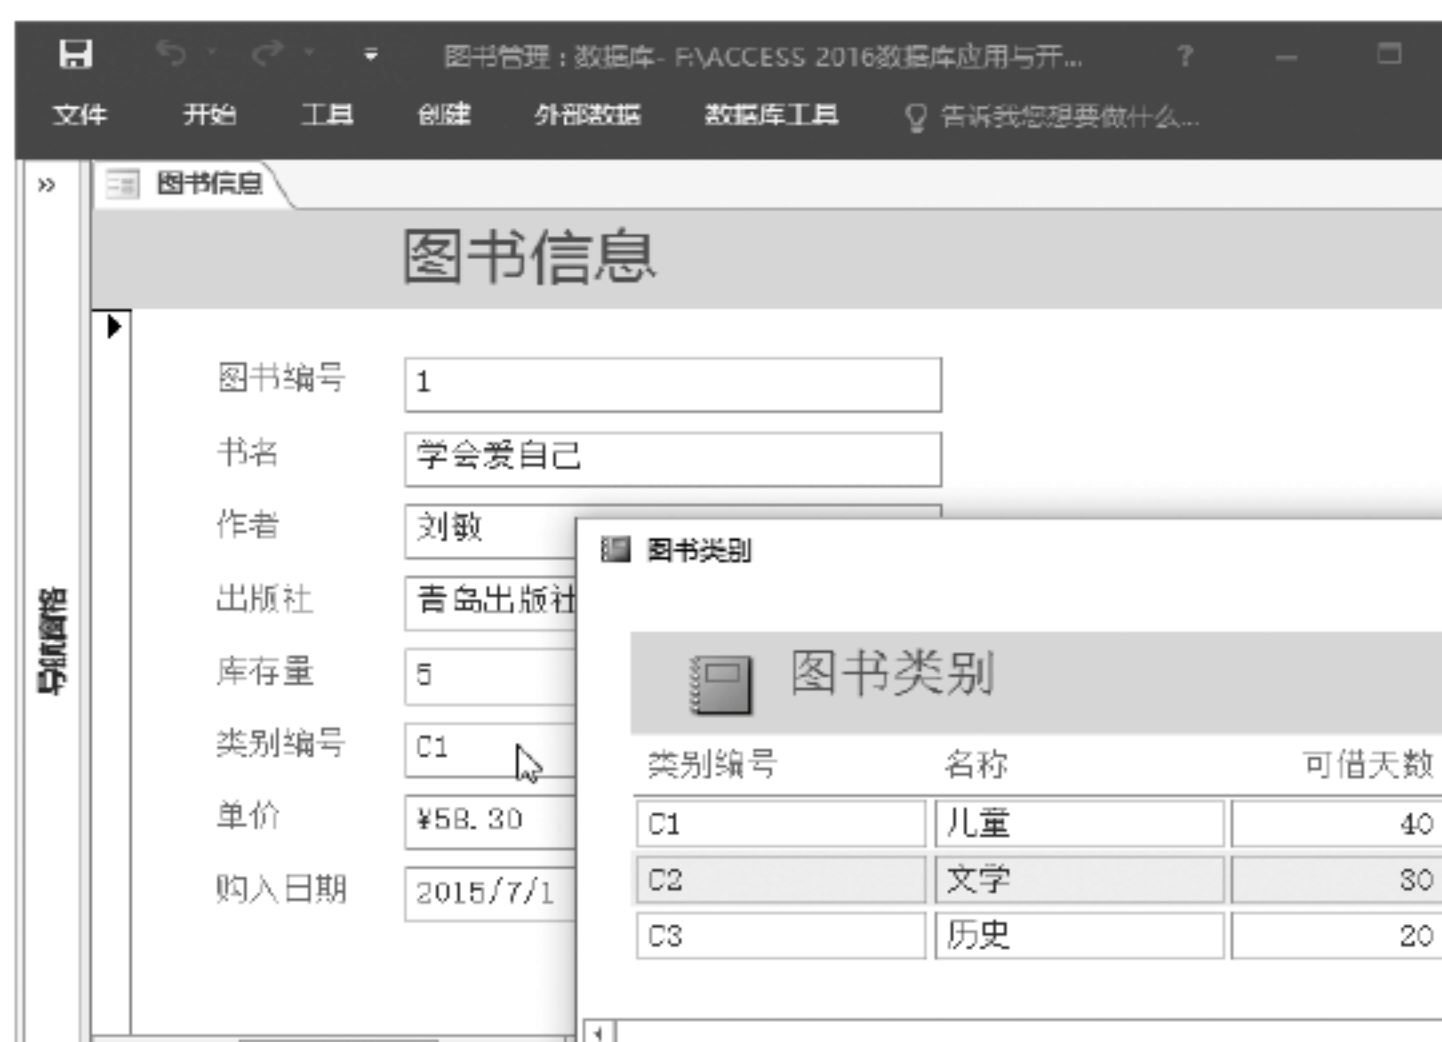 图书管理：数据库- F:\ACCESS 2016数据库应用与开... ?
文件 开始 工具 创建 外部数据 数据库工具 告诉我您想要做什么...
» 图书信息
图书信息
导航窗格
图书编号 1
书名 学会爱自己
作者 刘敏
出版社 青岛出版社
库存量 5
类别编号 C1
单价 ¥58.30
购入日期 2015/7/1
图书类别
图书类别
类别编号 名称 可借天数
C1 儿童 40
C2 文学 30
C3 历史 20